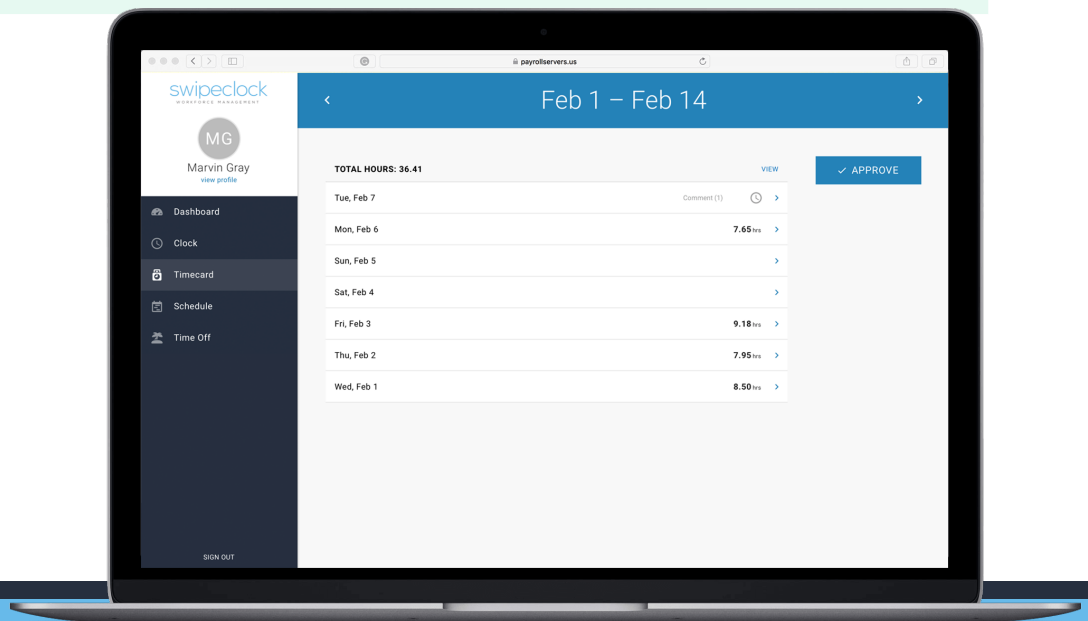 payrollservers.us
swipeclock
WORKFORCE MANAGEMENT
MG
Marvin Gray
view profile
Dashboard
Clock
Timecard
Schedule
Time Off
SIGN OUT
Feb 1 – Feb 14
TOTAL HOURS: 36.41 VIEW
Tue, Feb 7 Comment (1)
Mon, Feb 6 7.65 hrs
Sun, Feb 5
Sat, Feb 4
Fri, Feb 3 9.18 hrs
Thu, Feb 2 7.95 hrs
Wed, Feb 1 8.50 hrs
APPROVE